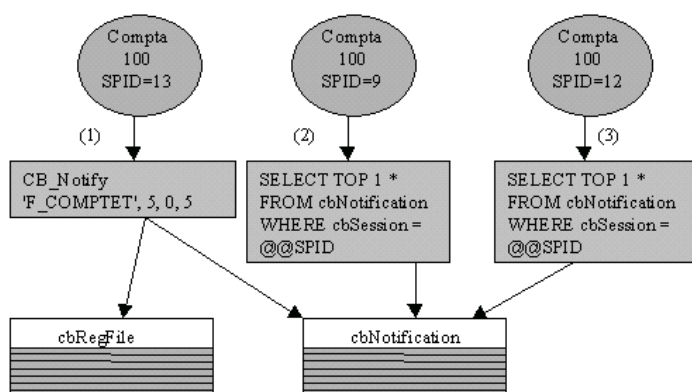 Compta
100
SPID=13
Compta
100
SPID=9
Compta
100
SPID=12
(1)
(2)
(3)
CB_Notify
'F_COMPTET', 5, 0, 5
SELECT TOP 1 *
FROM cbNotification
WHERE cbSession =
@@SPID
SELECT TOP 1 *
FROM cbNotification
WHERE cbSession =
@@SPID
cbRegFile
cbNotification